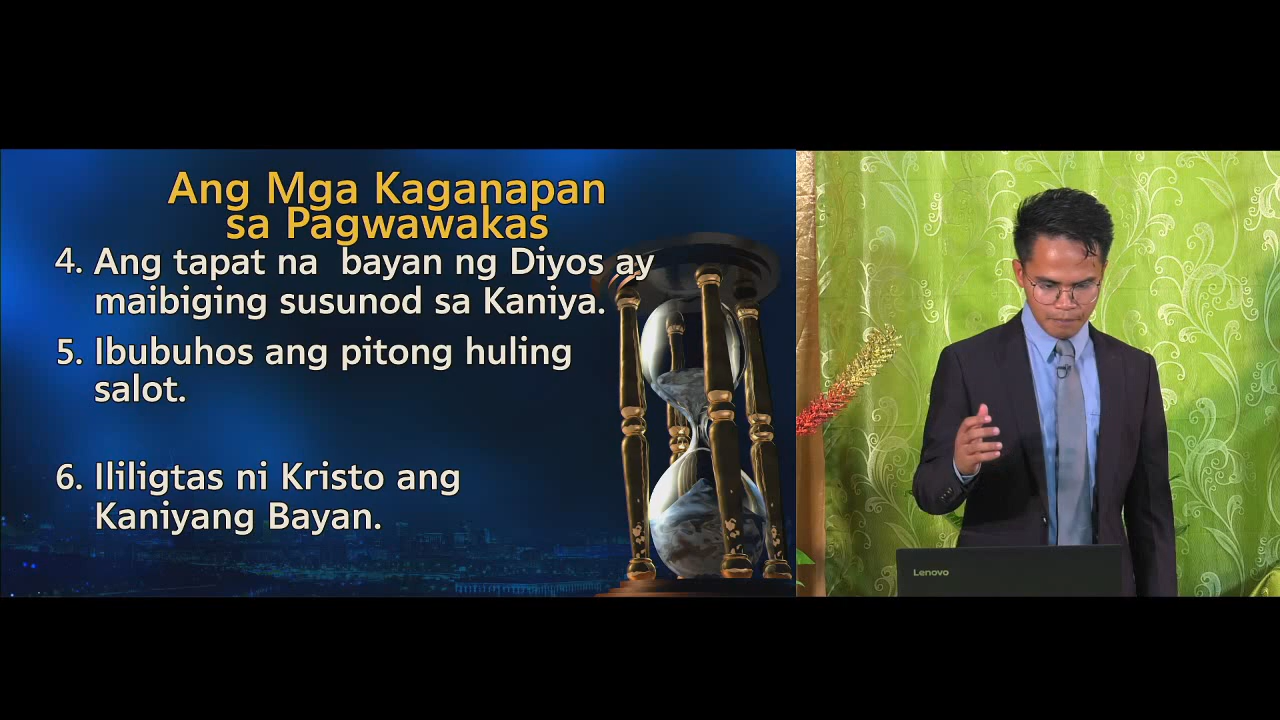 Ang Mga Kaganapan
sa Pagwawakas
4. Ang tapat na bayan ng Diyos ay
maibiging susunod sa Kaniya.
5. Ibubuhos ang pitong huling
salot.
6. Ililigtas ni Kristo ang
Kaniyang Bayan.
Lenovo